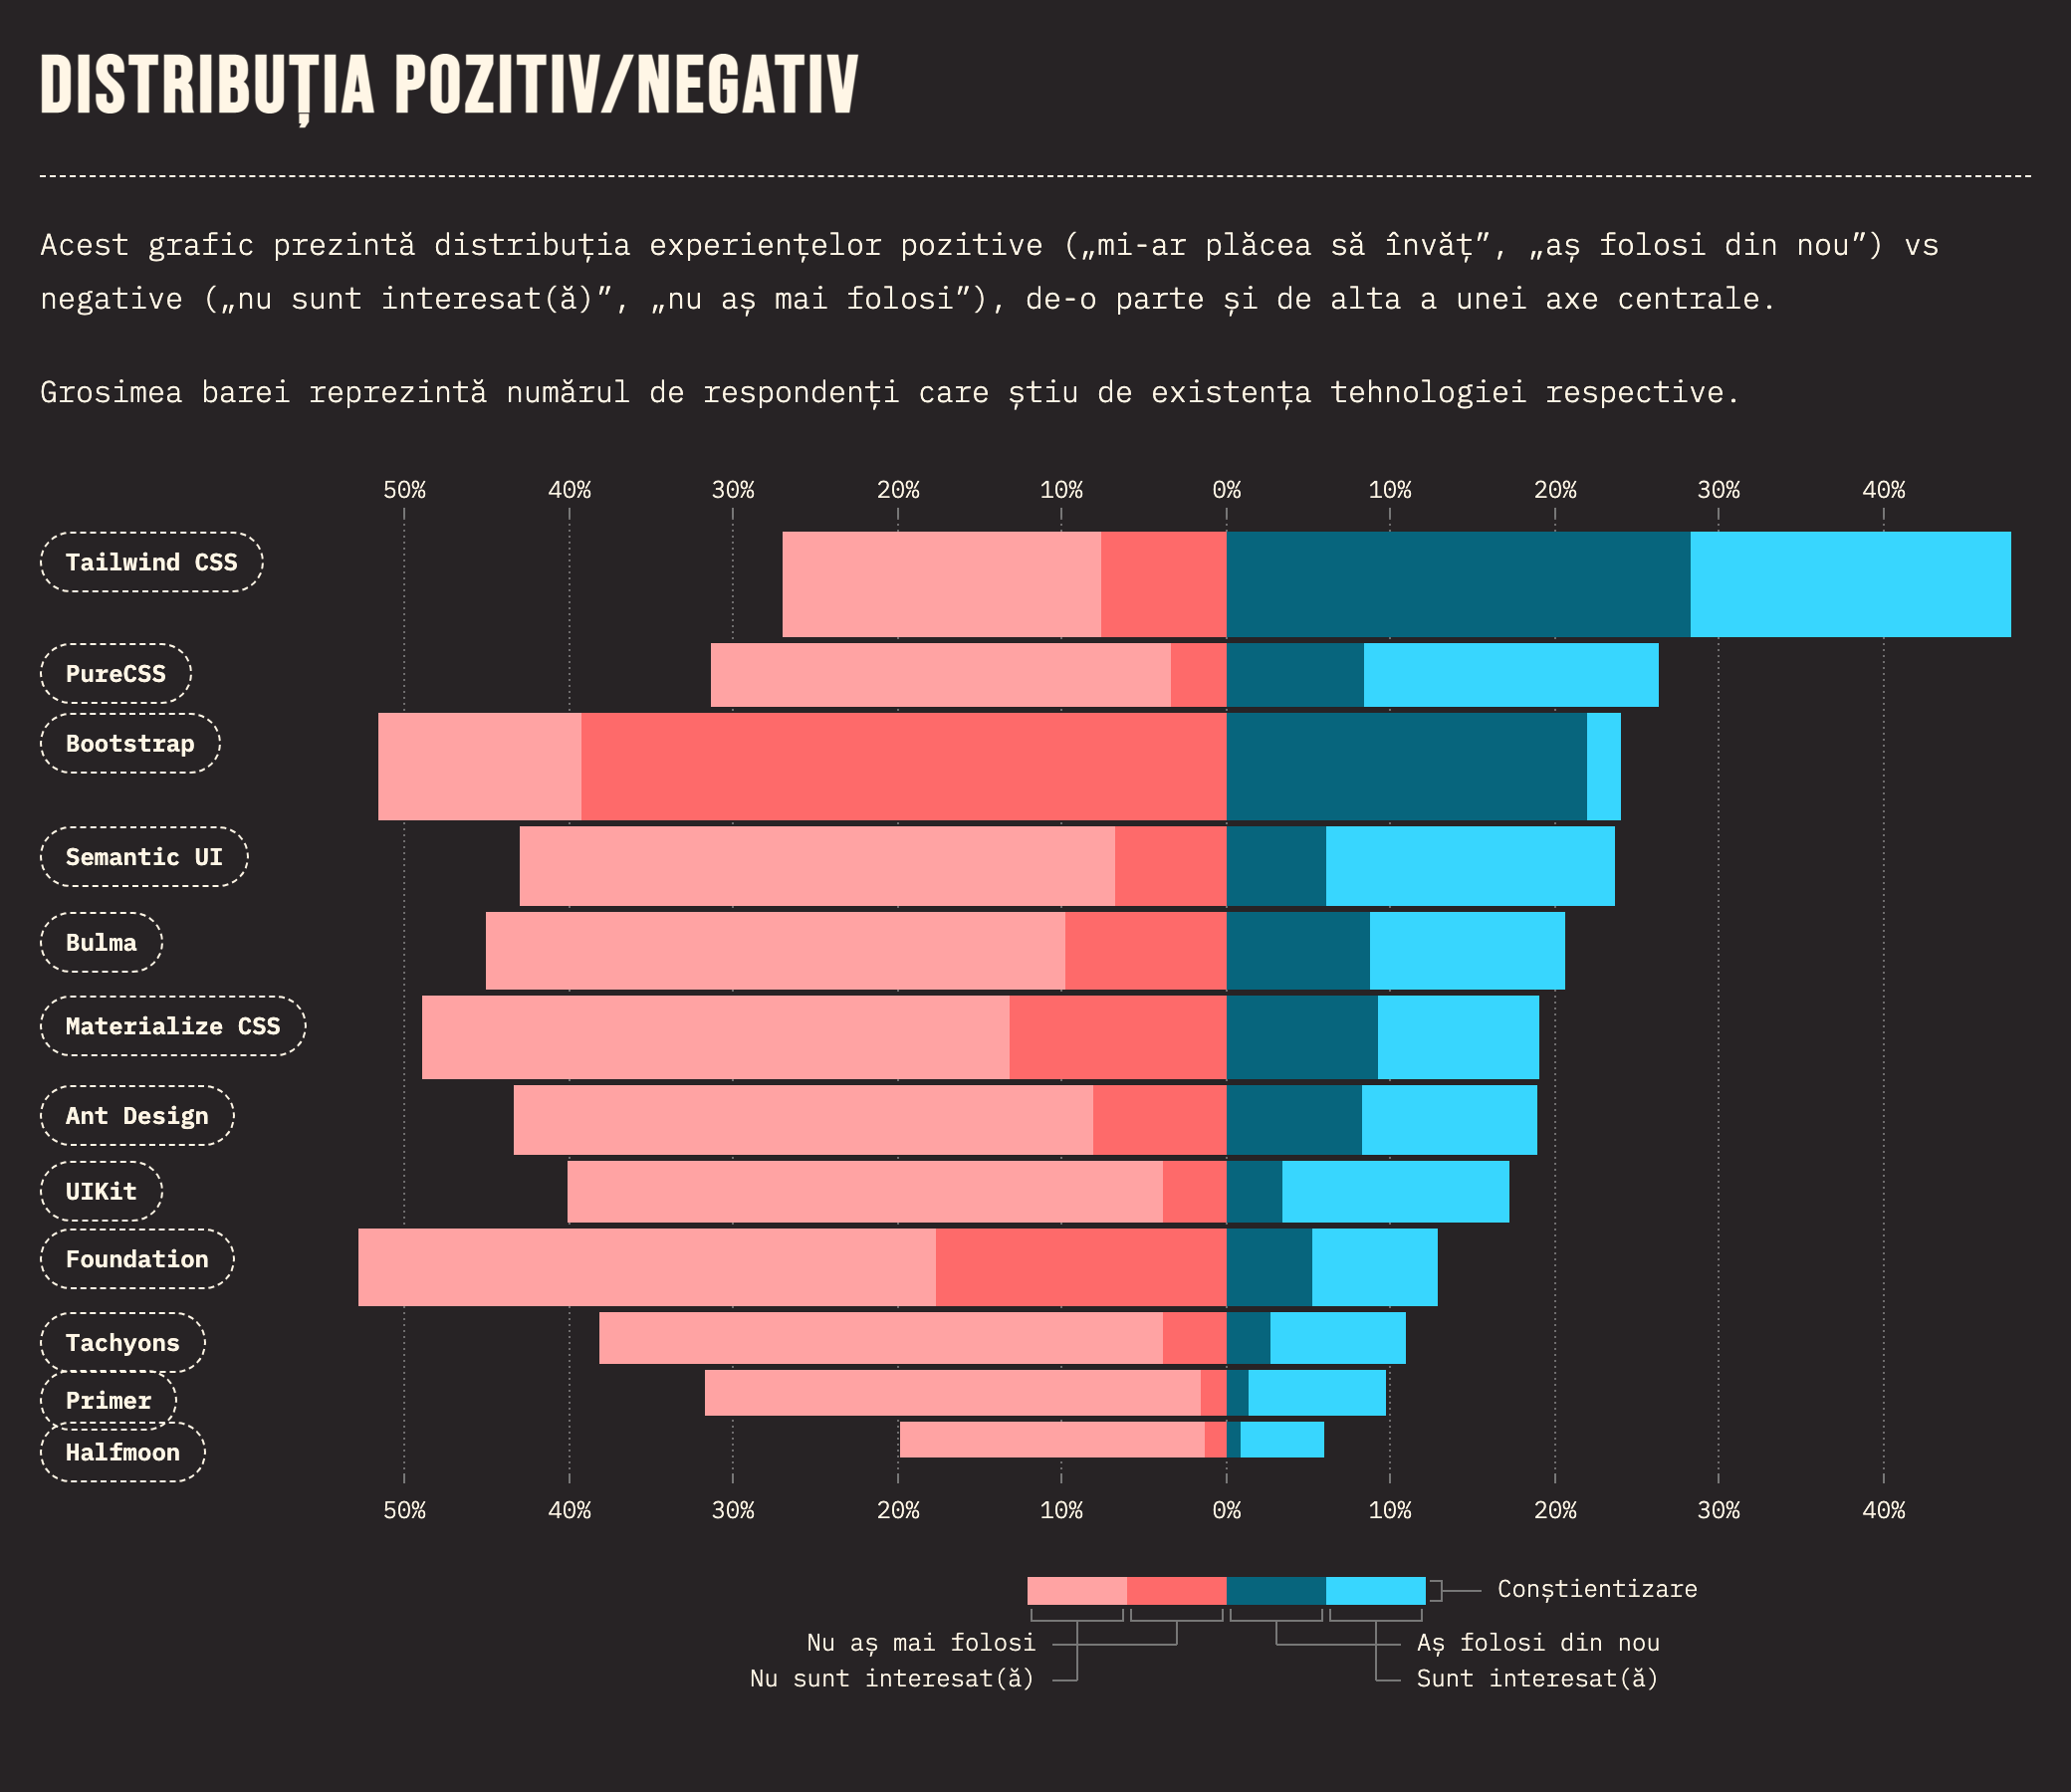 DISTRIBUȚIA POZITIV/NEGATIV
Acest grafic prezintă distribuția experiențelor pozitive („mi-ar plăcea să învăț”, „aș folosi din nou”) vs
negative („nu sunt interesat(ă)”, „nu aș mai folosi”), de-o parte și de alta a unei axe centrale.
Grosimea barei reprezintă numărul de respondenți care știu de existența tehnologiei respective.
50% 40% 30% 20% 10% 0% 10% 20% 30% 40%
Tailwind CSS
PureCSS
Bootstrap
Semantic UI
Bulma
Materialize CSS
Ant Design
UIKit
Foundation
Tachyons
Primer
Halfmoon
50% 40% 30% 20% 10% 0% 10% 20% 30% 40%
Conștientizare
Nu aș mai folosi Aș folosi din nou
Nu sunt interesat(ă) Sunt interesat(ă)